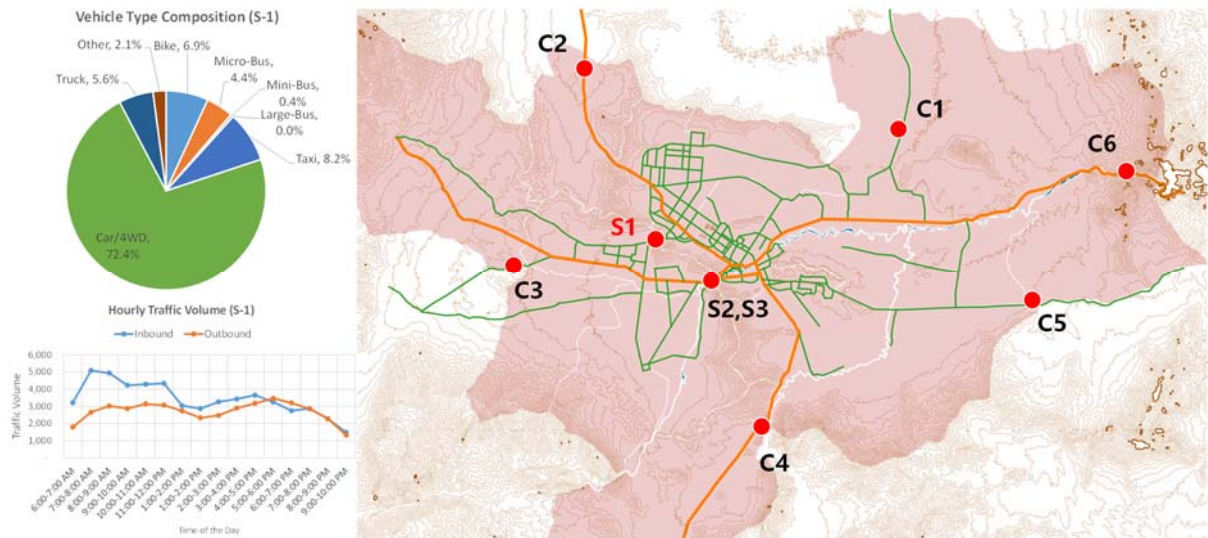 Vehicle Type Composition (S-1)
Other, 2.1%
Bike, 6.9%
Micro-Bus,
4.4%
Truck, 5.6%
Mini-Bus,
0.4%
Large-Bus,
0.0%
Taxi, 8.2%
Car/4WD,
72.4%
Hourly Traffic Volume (S-1)
Inbound
Outbound
Traffic Volume
6,000
5,000
4,000
3,000
2,000
1,000
-
6:00-7:00 AM
7:00-8:00 AM
8:00-9:00 AM
9:00-10:00 AM
10:00-11:00 AM
11:00-12:00 PM
1:00-2:00 PM
1:00-2:00 PM
2:00-3:00 PM
3:00-4:00 PM
4:00-5:00 PM
5:00-6:00 PM
6:00-7:00 PM
7:00-8:00 PM
8:00-9:00 PM
9:00-10:00 PM
Time of the Day
C2
C1
C6
S1
C3
S2,S3
C5
C4